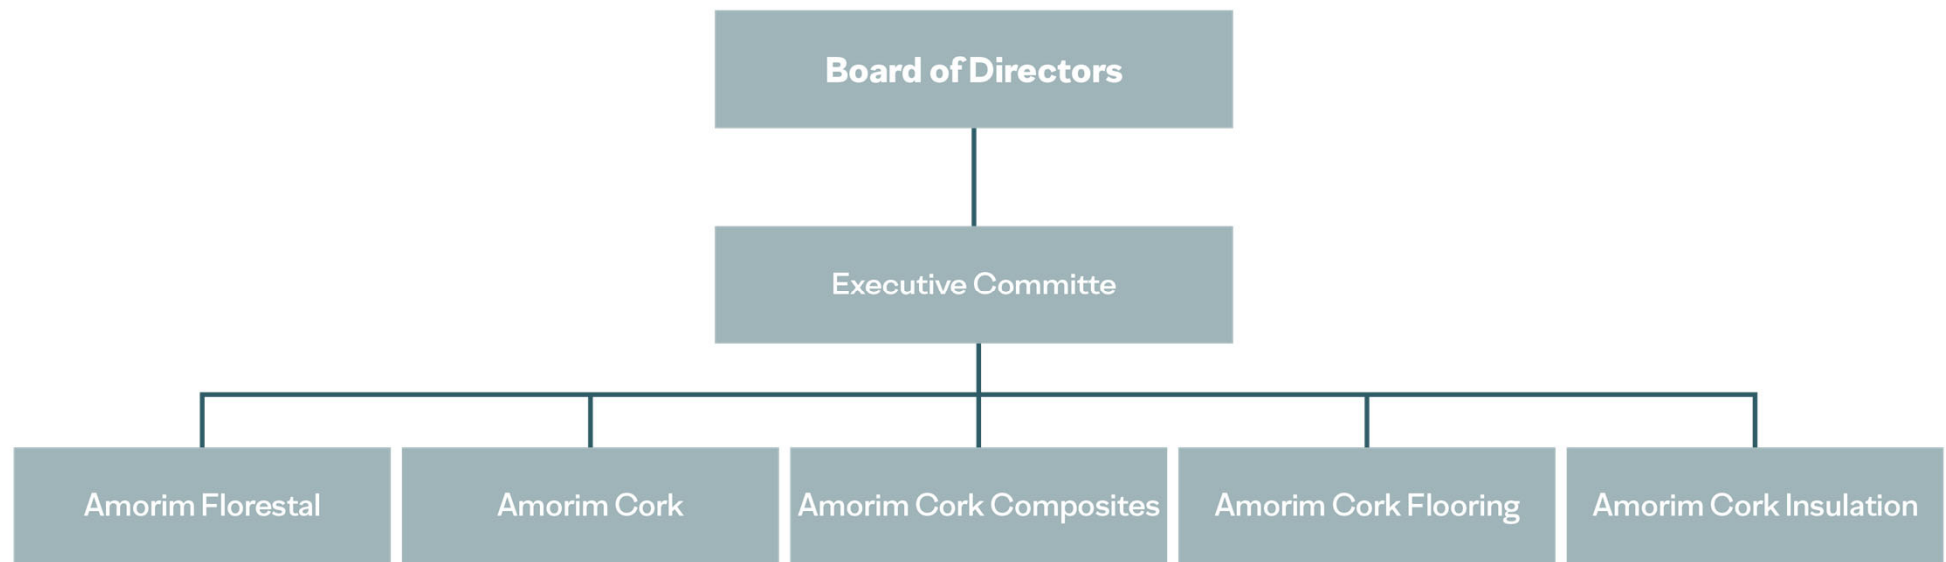 Board of Directors
Executive Committe
Amorim Florestal
Amorim Cork
Amorim Cork Composites
Amorim Cork Flooring
Amorim Cork Insulation